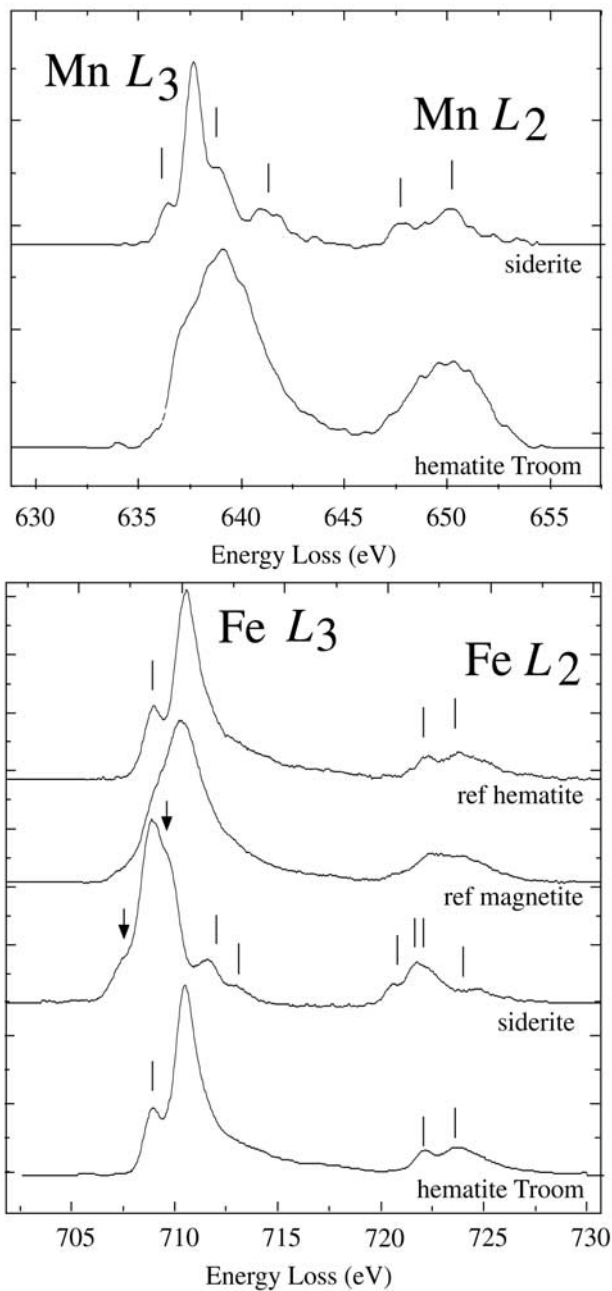 Mn L3
Mn L2
siderite
hematite Troom
630 635 640 645 650 655
Energy Loss (eV)
Fe L3
Fe L2
ref hematite
ref magnetite
siderite
hematite Troom
705 710 715 720 725 730
Energy Loss (eV)